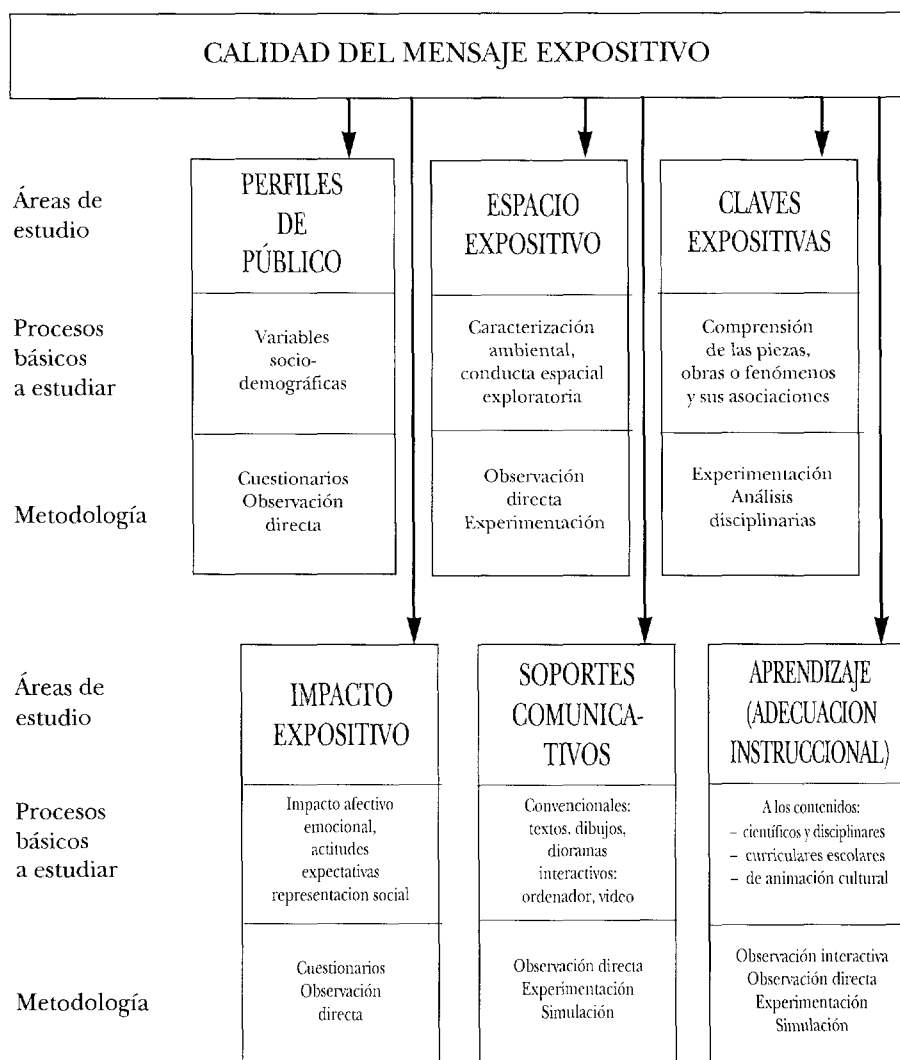 CALIDAD DEL MENSAJE EXPOSITIVO
Áreas de
estudio
PERFILES
DE
PÚBLICO
ESPACIO
EXPOSITIVO
CLAVES
EXPOSITIVAS
Procesos
básicos
a estudiar
Variables
socio-
demográficas
Caracterización
ambiental,
conducta espacial
exploratoria
Comprensión
de las piezas,
obras o fenómenos
y sus asociaciones
Metodología
Cuestionarios
Observación
directa
Observación
directa
Experimentación
Experimentación
Análisis
disciplinarias
Áreas de
estudio
IMPACTO
EXPOSITIVO
SOPORTES
COMUNICA-
TIVOS
APRENDIZAJE
(ADECUACION
INSTRUCCIONAL)
Procesos
básicos
a estudiar
Impacto afectivo
emocional,
actitudes
expectativas
representacion social
Convencionales:
textos, dibujos,
dioramas
interactivos:
ordenador, video
A los contenidos:
– científicos y disciplinares
– curriculares escolares
– de animación cultural
Metodología
Cuestionarios
Observación
directa
Observación directa
Experimentación
Simulación
Observación interactiva
Observación directa
Experimentación
Simulación